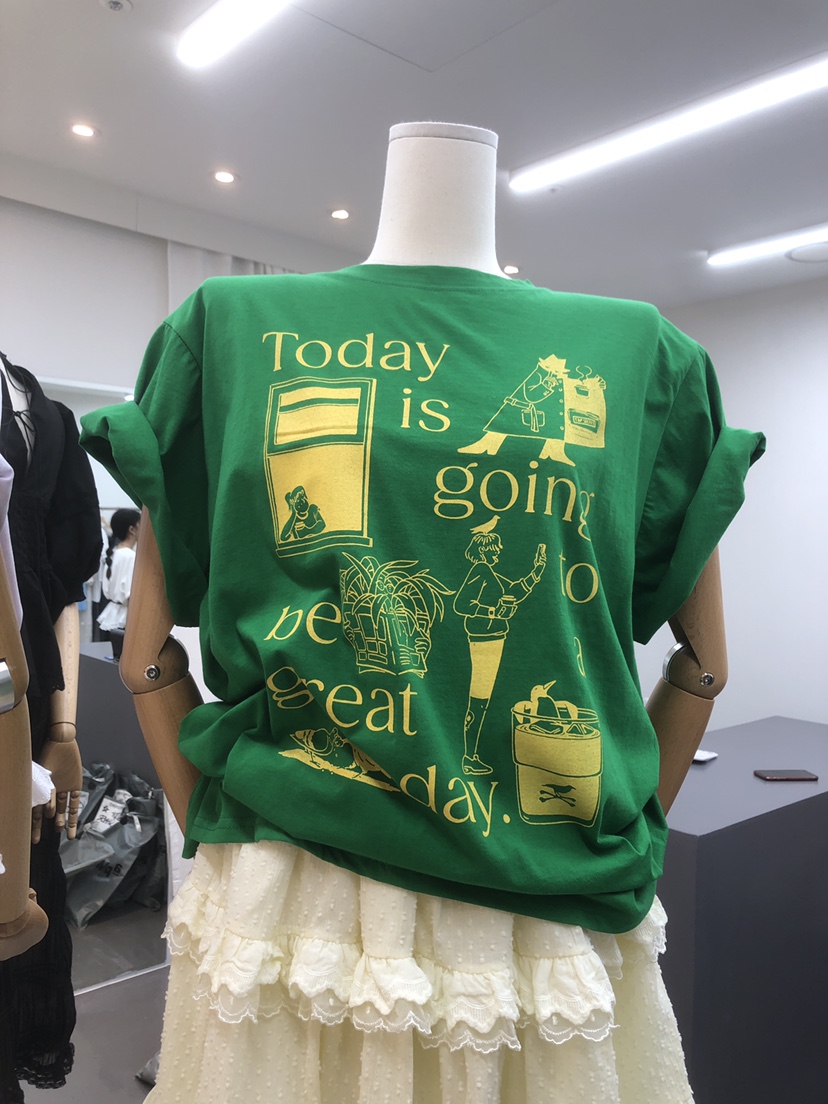 Today
is
going
to
be
a
great
day.